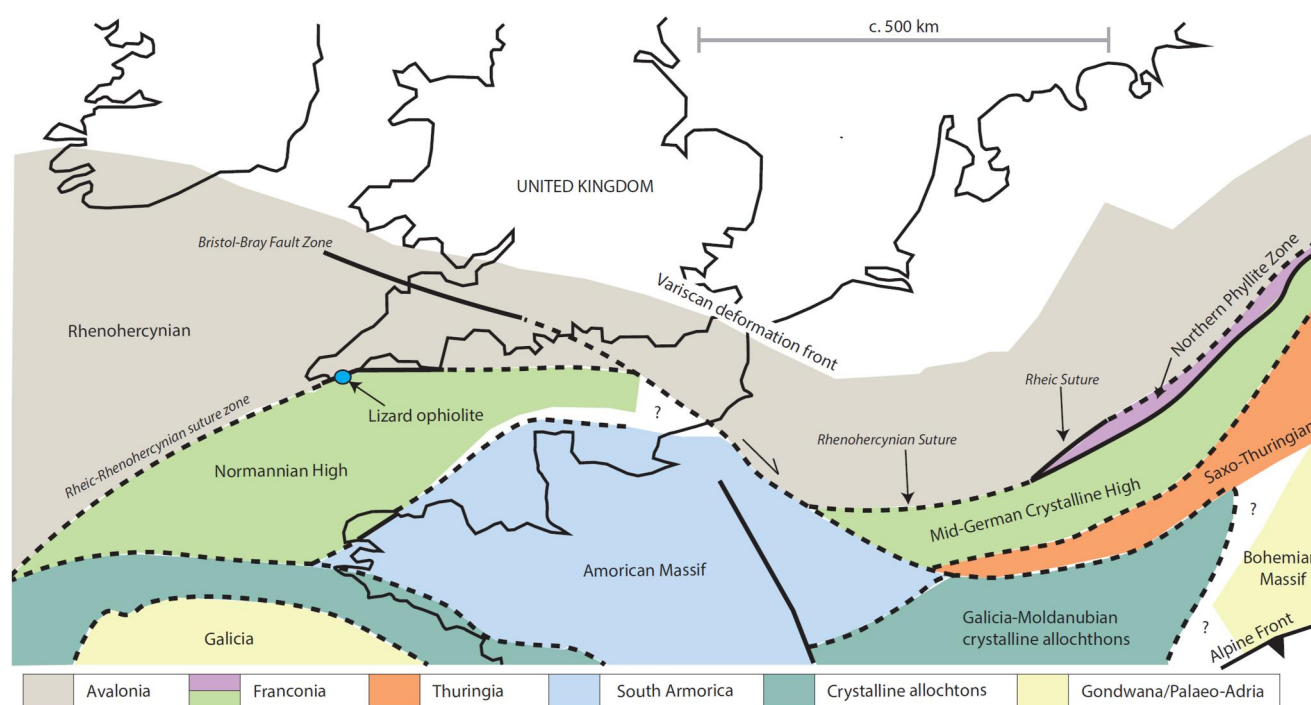 c. 500 km
UNITED KINGDOM
Bristol-Bray Fault Zone
Variscan deformation front
Northern Phyllite Zone
Rhenohercynian
Rheic Suture
Lizard ophiolite
?
Rhenohercynian Suture
Saxo-Thuringian
Rheic-Rhenohercynian suture zone
Normannian High
Mid-German Crystalline High
?
Amorican Massif
Bohemian
Massif
Galicia
Galicia-Moldanubian
crystalline allochthons
?
Alpine Front
Avalonia
Franconia
Thuringia
South Armorica
Crystalline allochtons
Gondwana/Palaeo-Adria